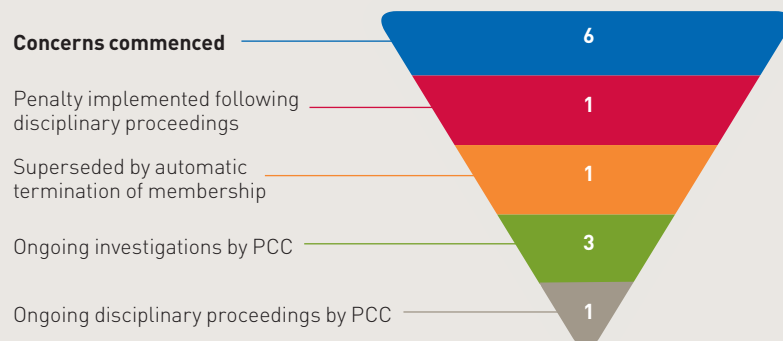 Concerns commenced
6
Penalty implemented following
disciplinary proceedings
1
Superseded by automatic
termination of membership
1
Ongoing investigations by PCC
3
Ongoing disciplinary proceedings by PCC
1